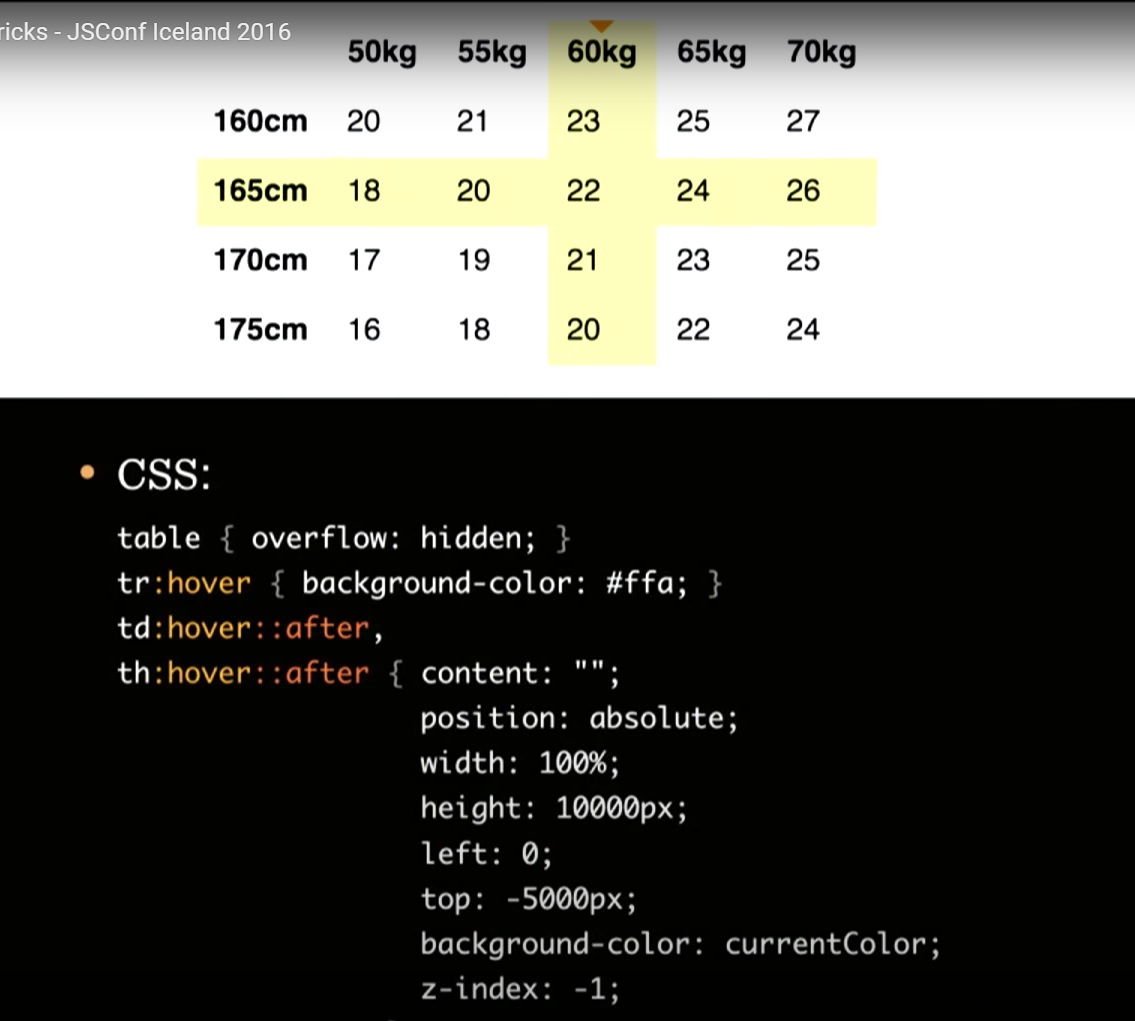 ricks - JSConf Iceland 2016
50kg 55kg 60kg 65kg 70kg
160cm 20 21 23 25 27
165cm 18 20 22 24 26
170cm 17 19 21 23 25
175cm 16 18 20 22 24
• CSS:
table { overflow: hidden; }
tr:hover { background-color: #ffa; }
td:hover::after,
th:hover::after { content: "";
position: absolute;
width: 100%;
height: 10000px;
left: 0;
top: -5000px;
background-color: currentColor;
z-index: -1;